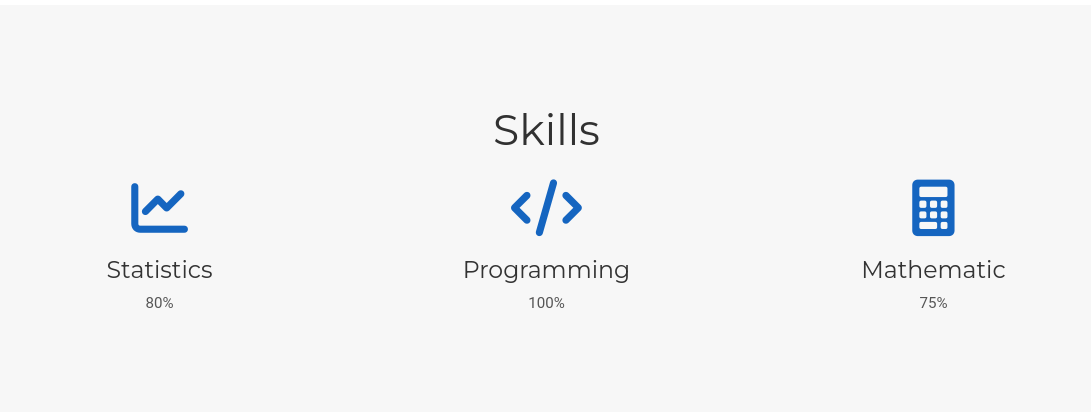 Skills
Statistics
Programming
Mathematic
80%
100%
75%